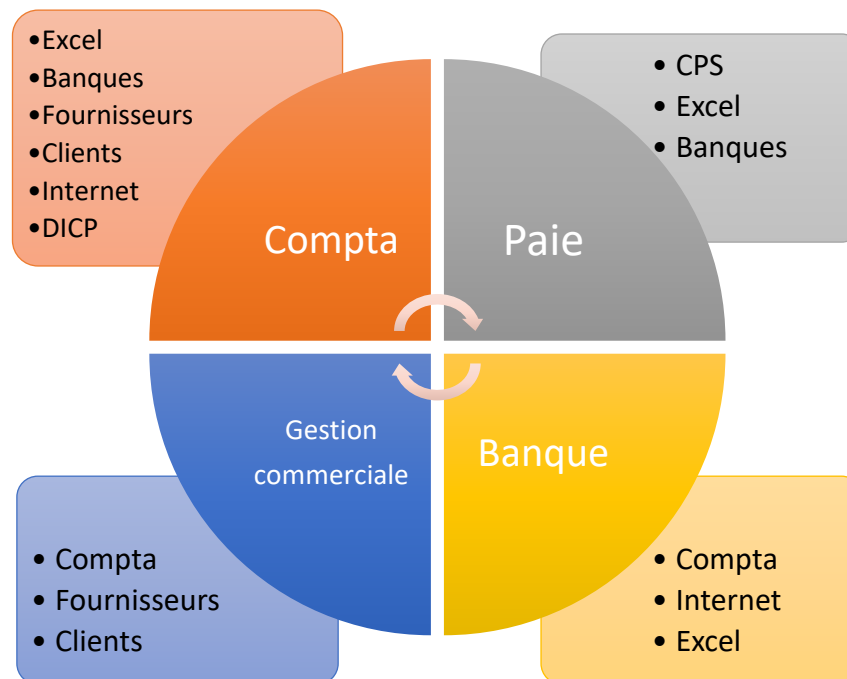 •Excel
•Banques
•Fournisseurs
•Clients
•Internet
•DICP
• CPS
• Excel
• Banques
Compta
Paie
Gestion
commerciale
Banque
• Compta
• Fournisseurs
• Clients
• Compta
• Internet
• Excel